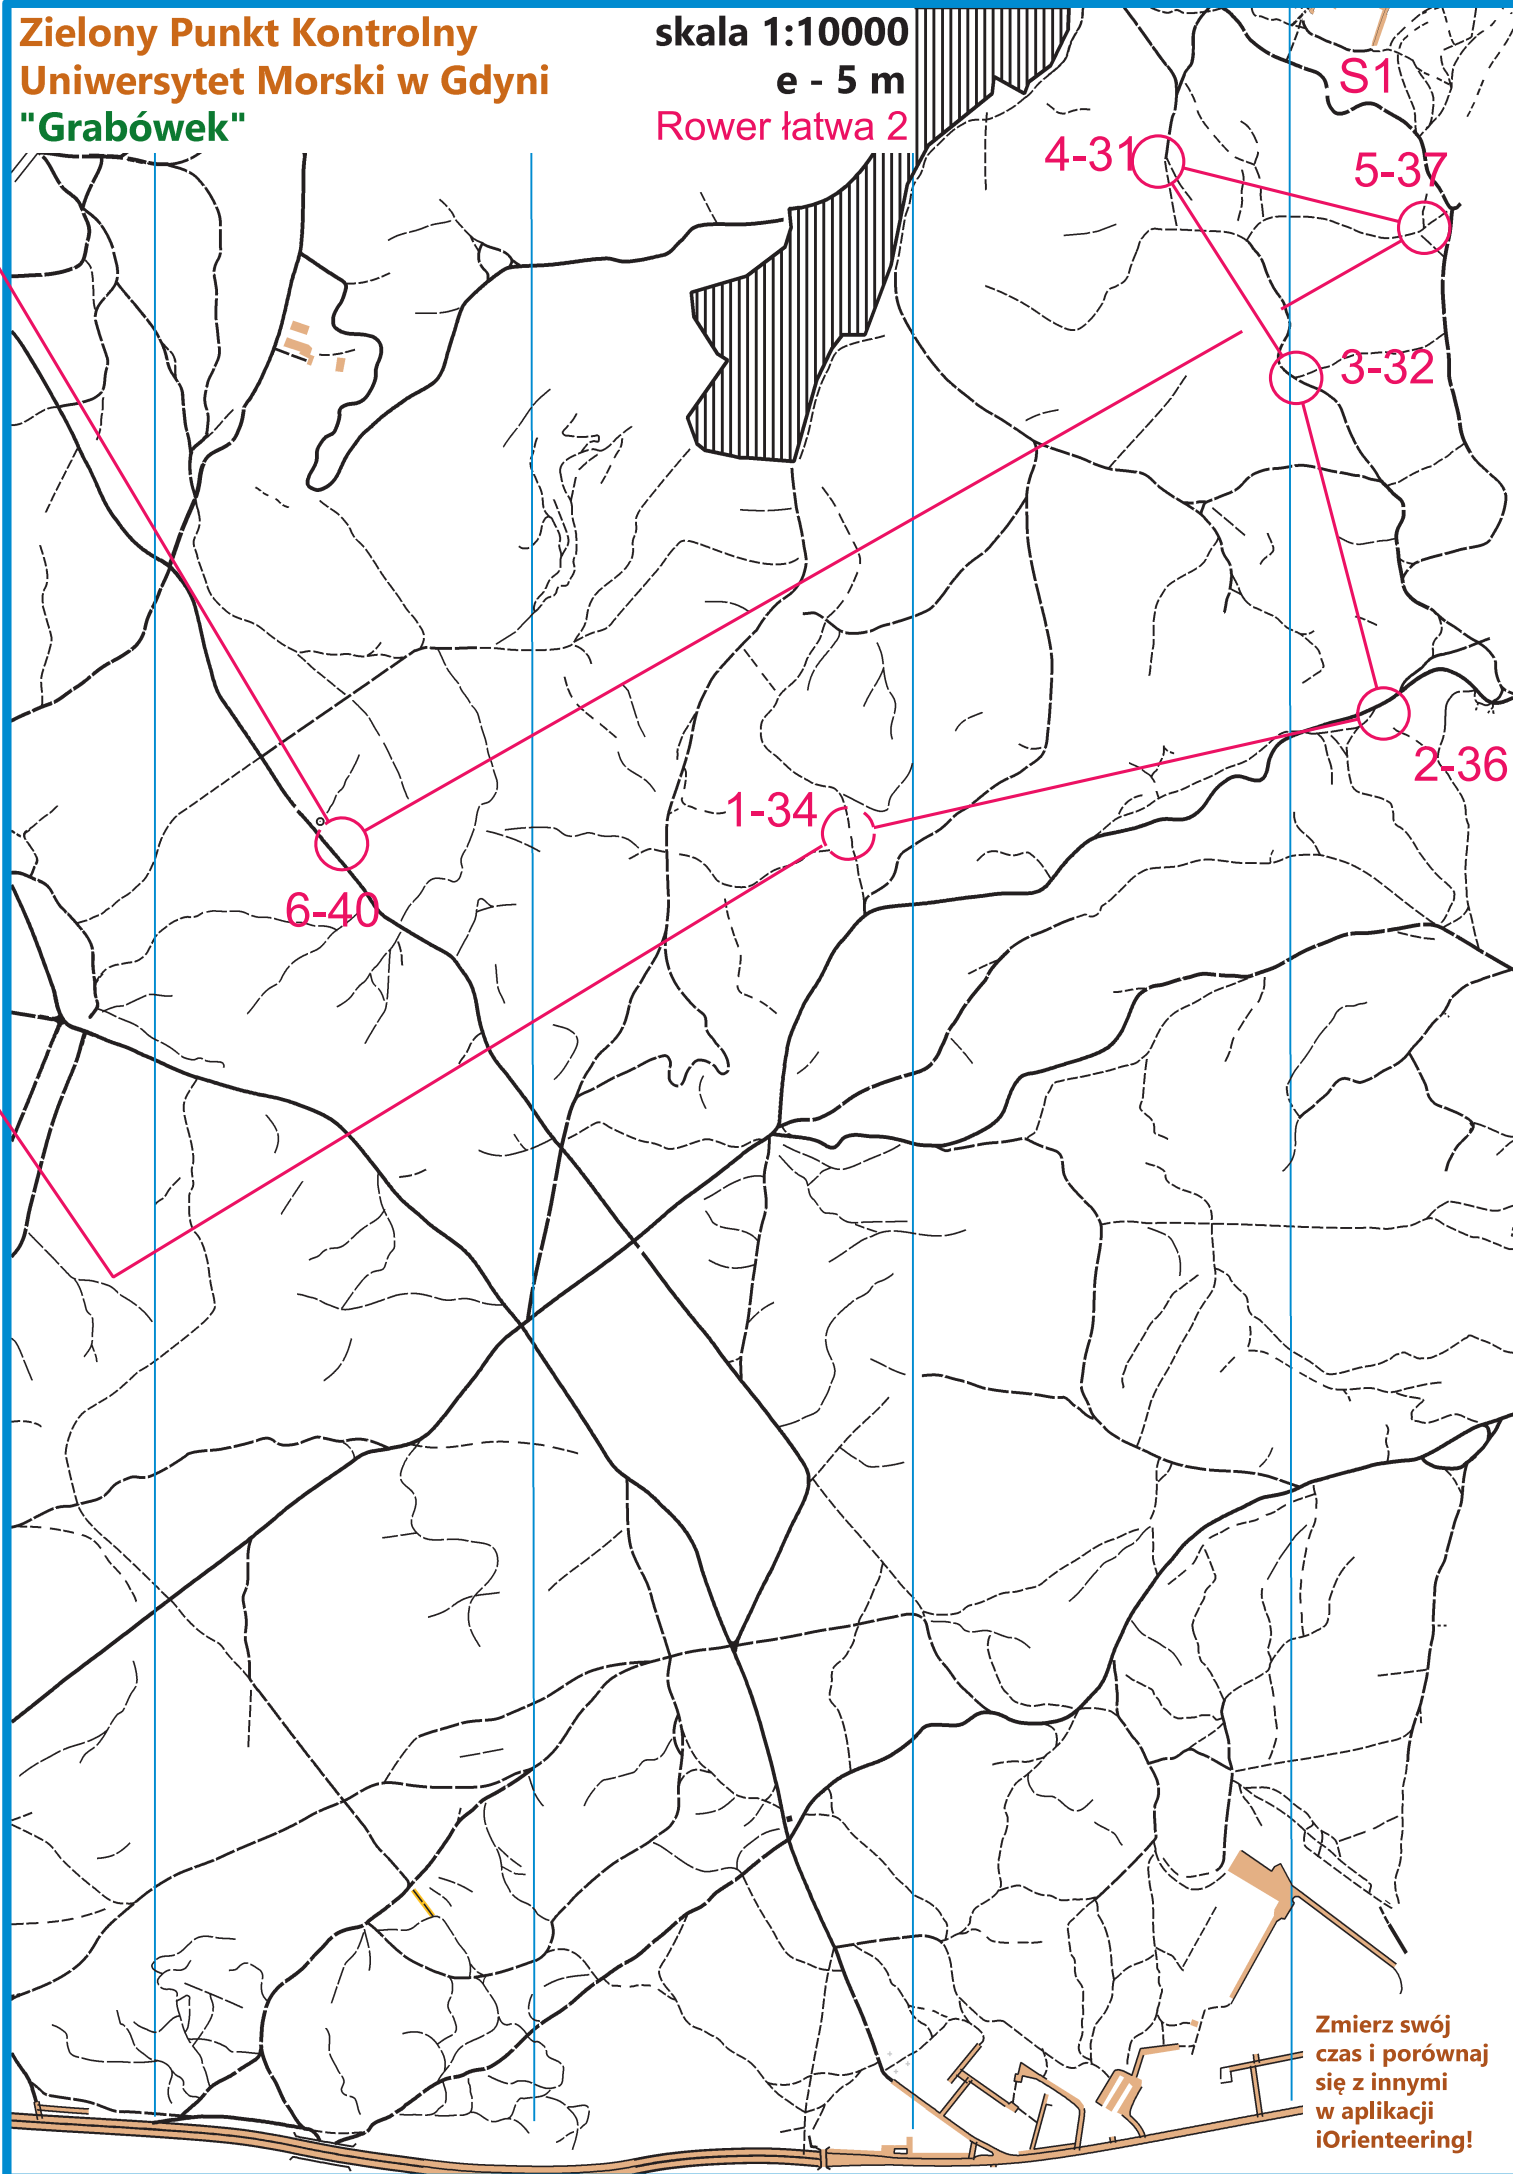 Zielony Punkt Kontrolny
Uniwersytet Morski w Gdyni
"Grabówek"
skala 1:10000
e - 5 m
Rower łatwa 2
S1
4-31
5-37
3-32
2-36
1-34
6-40
Zmierz swój
czas i porównaj
się z innymi
w aplikacji
iOrienteering!